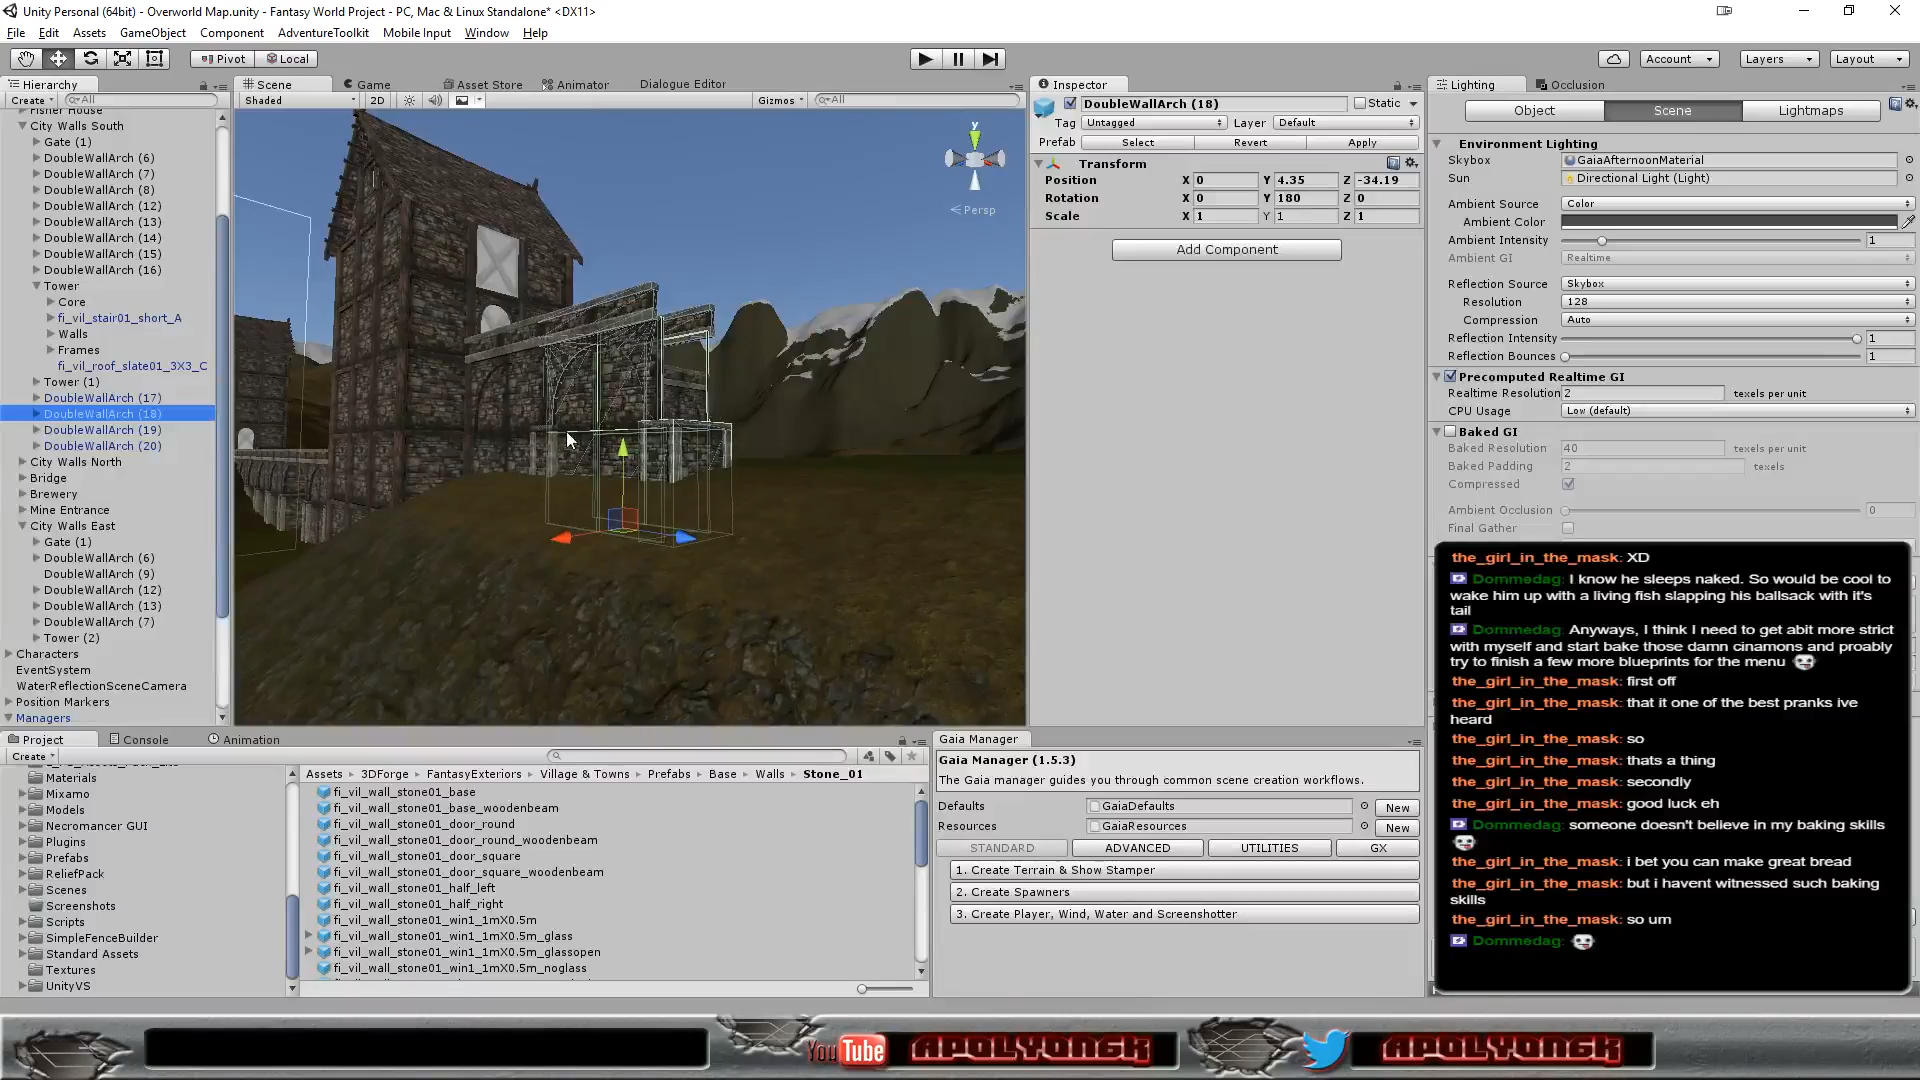 Unity Personal (64bit) - Overworld Map.unity - Fantasy World Project - PC, Mac & Linux Standalone* <DX11>
File Edit Assets GameObject Component AdventureToolkit Mobile Input Window Help
Pivot Local Account Layers Layout
Hierarchy
Create All
Fisher House
City Walls South
Gate (1)
DoubleWallArch (6)
DoubleWallArch (7)
DoubleWallArch (8)
DoubleWallArch (12)
DoubleWallArch (13)
DoubleWallArch (14)
DoubleWallArch (15)
DoubleWallArch (16)
Tower
Core
fi_vil_stair01_short_A
Walls
Frames
fi_vil_roof_slate01_3X3_C
Tower (1)
DoubleWallArch (17)
DoubleWallArch (18)
DoubleWallArch (19)
DoubleWallArch (20)
City Walls North
Bridge
Brewery
Mine Entrance
City Walls East
Gate (1)
DoubleWallArch (6)
DoubleWallArch (9)
DoubleWallArch (12)
DoubleWallArch (13)
DoubleWallArch (7)
Tower (2)
Characters
EventSystem
WaterReflectionSceneCamera
Position Markers
Managers
Scene Game Asset Store Animator Dialogue Editor
Shaded 2D Gizmos All
y
Persp
Inspector
DoubleWallArch (18) Static
Tag Untagged Layer Default
Prefab Select Revert Apply
Transform
Position X 0 Y 4.35 Z -34.19
Rotation X 0 Y 180 Z 0
Scale X 1 Y 1 Z 1
Add Component
Lighting Occlusion
Object Scene Lightmaps
Environment Lighting
Skybox GaiaAfternoonMaterial
Sun Directional Light (Light)
Ambient Source Color
Ambient Color
Ambient Intensity 1
Ambient GI Realtime
Reflection Source Skybox
Resolution 128
Compression Auto
Reflection Intensity 1
Reflection Bounces 1
Precomputed Realtime GI
Realtime Resolution 2 texels per unit
CPU Usage Low (default)
Baked GI
Baked Resolution 40 texels per unit
Baked Padding 2 texels
Compressed
Ambient Occlusion 0
Final Gather
the_girl_in_the_mask: XD
Dommedag: I know he sleeps naked. So would be cool to
wake him up with a living fish slapping his ballsack with it's
tail
Dommedag: Anyways, I think I need to get abit more strict
with myself and start bake those damn cinamons and proably
try to finish a few more blueprints for the menu
the_girl_in_the_mask: first off
the_girl_in_the_mask: that it one of the best pranks ive
heard
the_girl_in_the_mask: so
the_girl_in_the_mask: thats a thing
the_girl_in_the_mask: secondly
the_girl_in_the_mask: good luck eh
Dommedag: someone doesn't believe in my baking skills
the_girl_in_the_mask: i bet you can make great bread
the_girl_in_the_mask: but i havent witnessed such baking
skills
the_girl_in_the_mask: so um
Dommedag:
Project Console Animation
Create
Materials
Mixamo
Models
Necromancer GUI
Plugins
Prefabs
ReliefPack
Scenes
Screenshots
Scripts
SimpleFenceBuilder
Standard Assets
Textures
UnityVS
Assets 3DForge FantasyExteriors Village & Towns Prefabs Base Walls Stone_01
fi_vil_wall_stone01_base
fi_vil_wall_stone01_base_woodenbeam
fi_vil_wall_stone01_door_round
fi_vil_wall_stone01_door_round_woodenbeam
fi_vil_wall_stone01_door_square
fi_vil_wall_stone01_door_square_woodenbeam
fi_vil_wall_stone01_half_left
fi_vil_wall_stone01_half_right
fi_vil_wall_stone01_win1_1mX0.5m
fi_vil_wall_stone01_win1_1mX0.5m_glass
fi_vil_wall_stone01_win1_1mX0.5m_glassopen
fi_vil_wall_stone01_win1_1mX0.5m_noglass
Gaia Manager
Gaia Manager (1.5.3)
The Gaia manager guides you through common scene creation workflows.
Defaults GaiaDefaults New
Resources GaiaResources New
STANDARD ADVANCED UTILITIES GX
1. Create Terrain & Show Stamper
2. Create Spawners
3. Create Player, Wind, Water and Screenshotter
YouTube APOLYONGK APOLYONGK